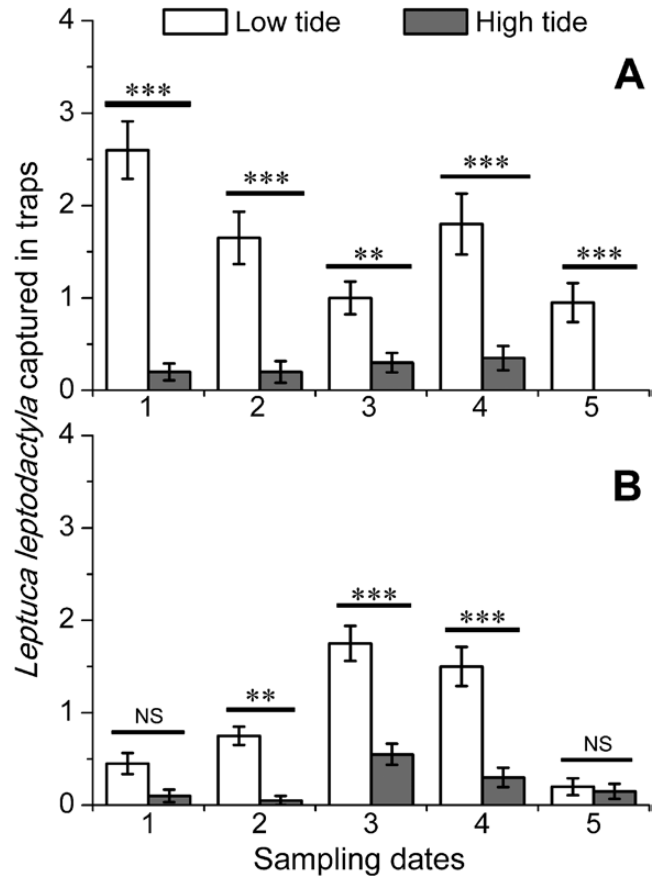 Low tide High tide
Leptuca leptodactyla captured in traps
A
4
3
2
1
0
***
***
**
***
***
1 2 3 4 5
B
4
3
2
1
0
NS
**
***
***
NS
1 2 3 4 5
Sampling dates